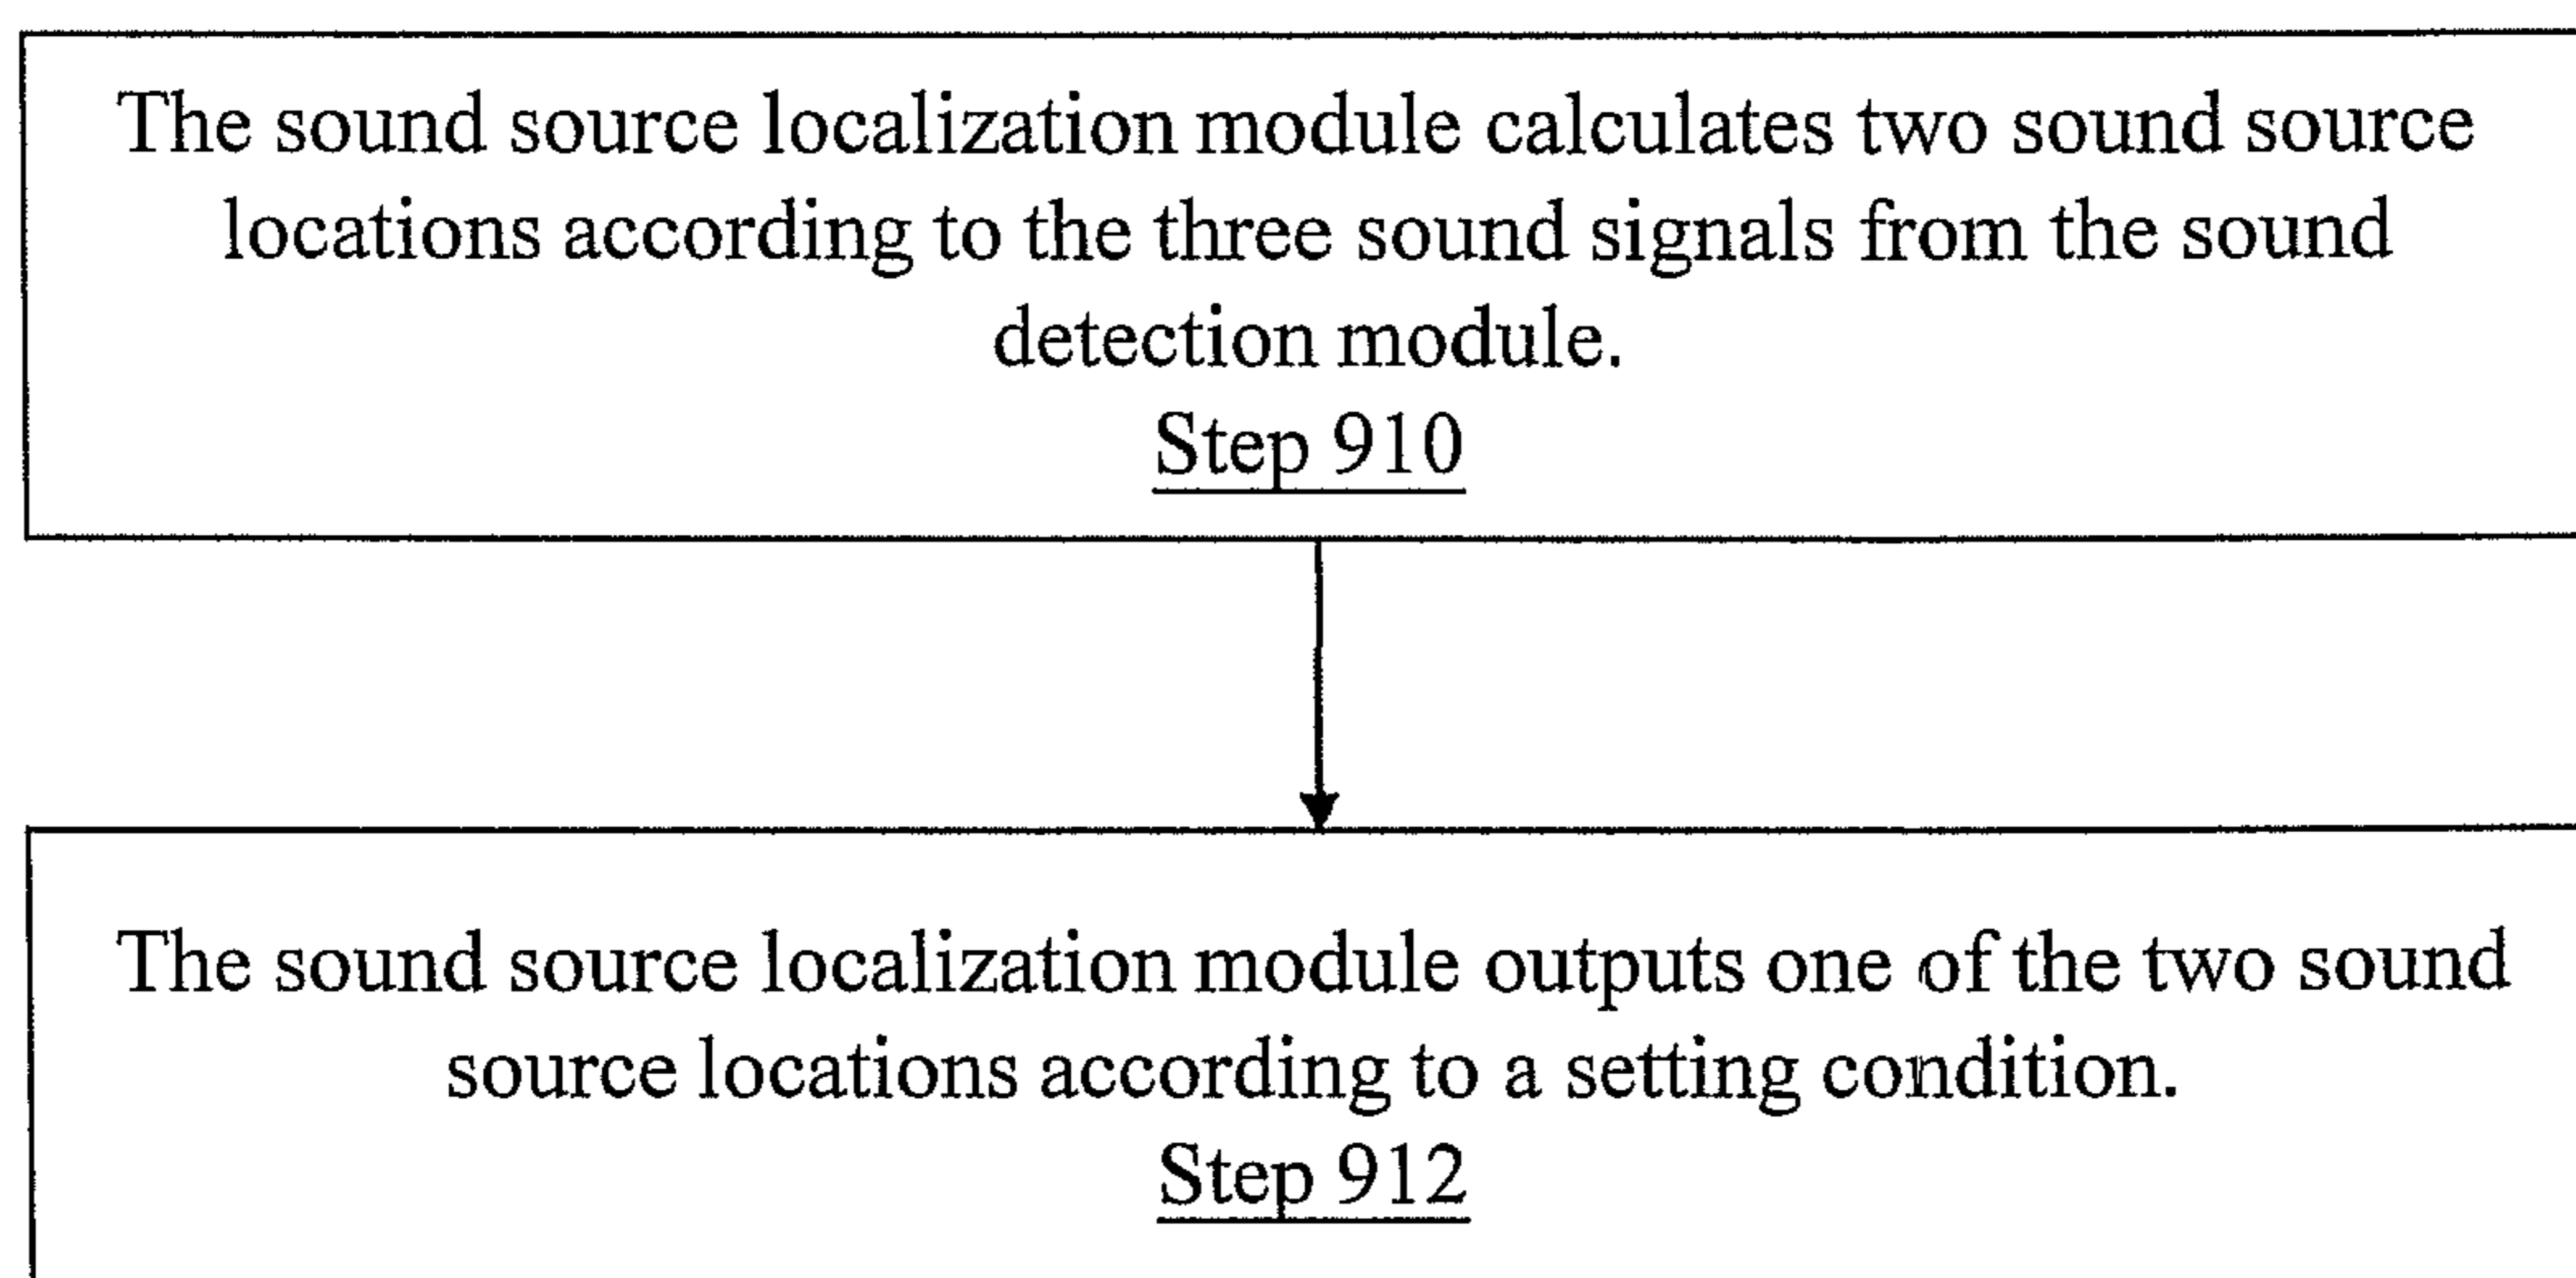 The sound source localization module calculates two sound source
locations according to the three sound signals from the sound
detection module.
Step 910
The sound source localization module outputs one of the two sound
source locations according to a setting condition.
Step 912